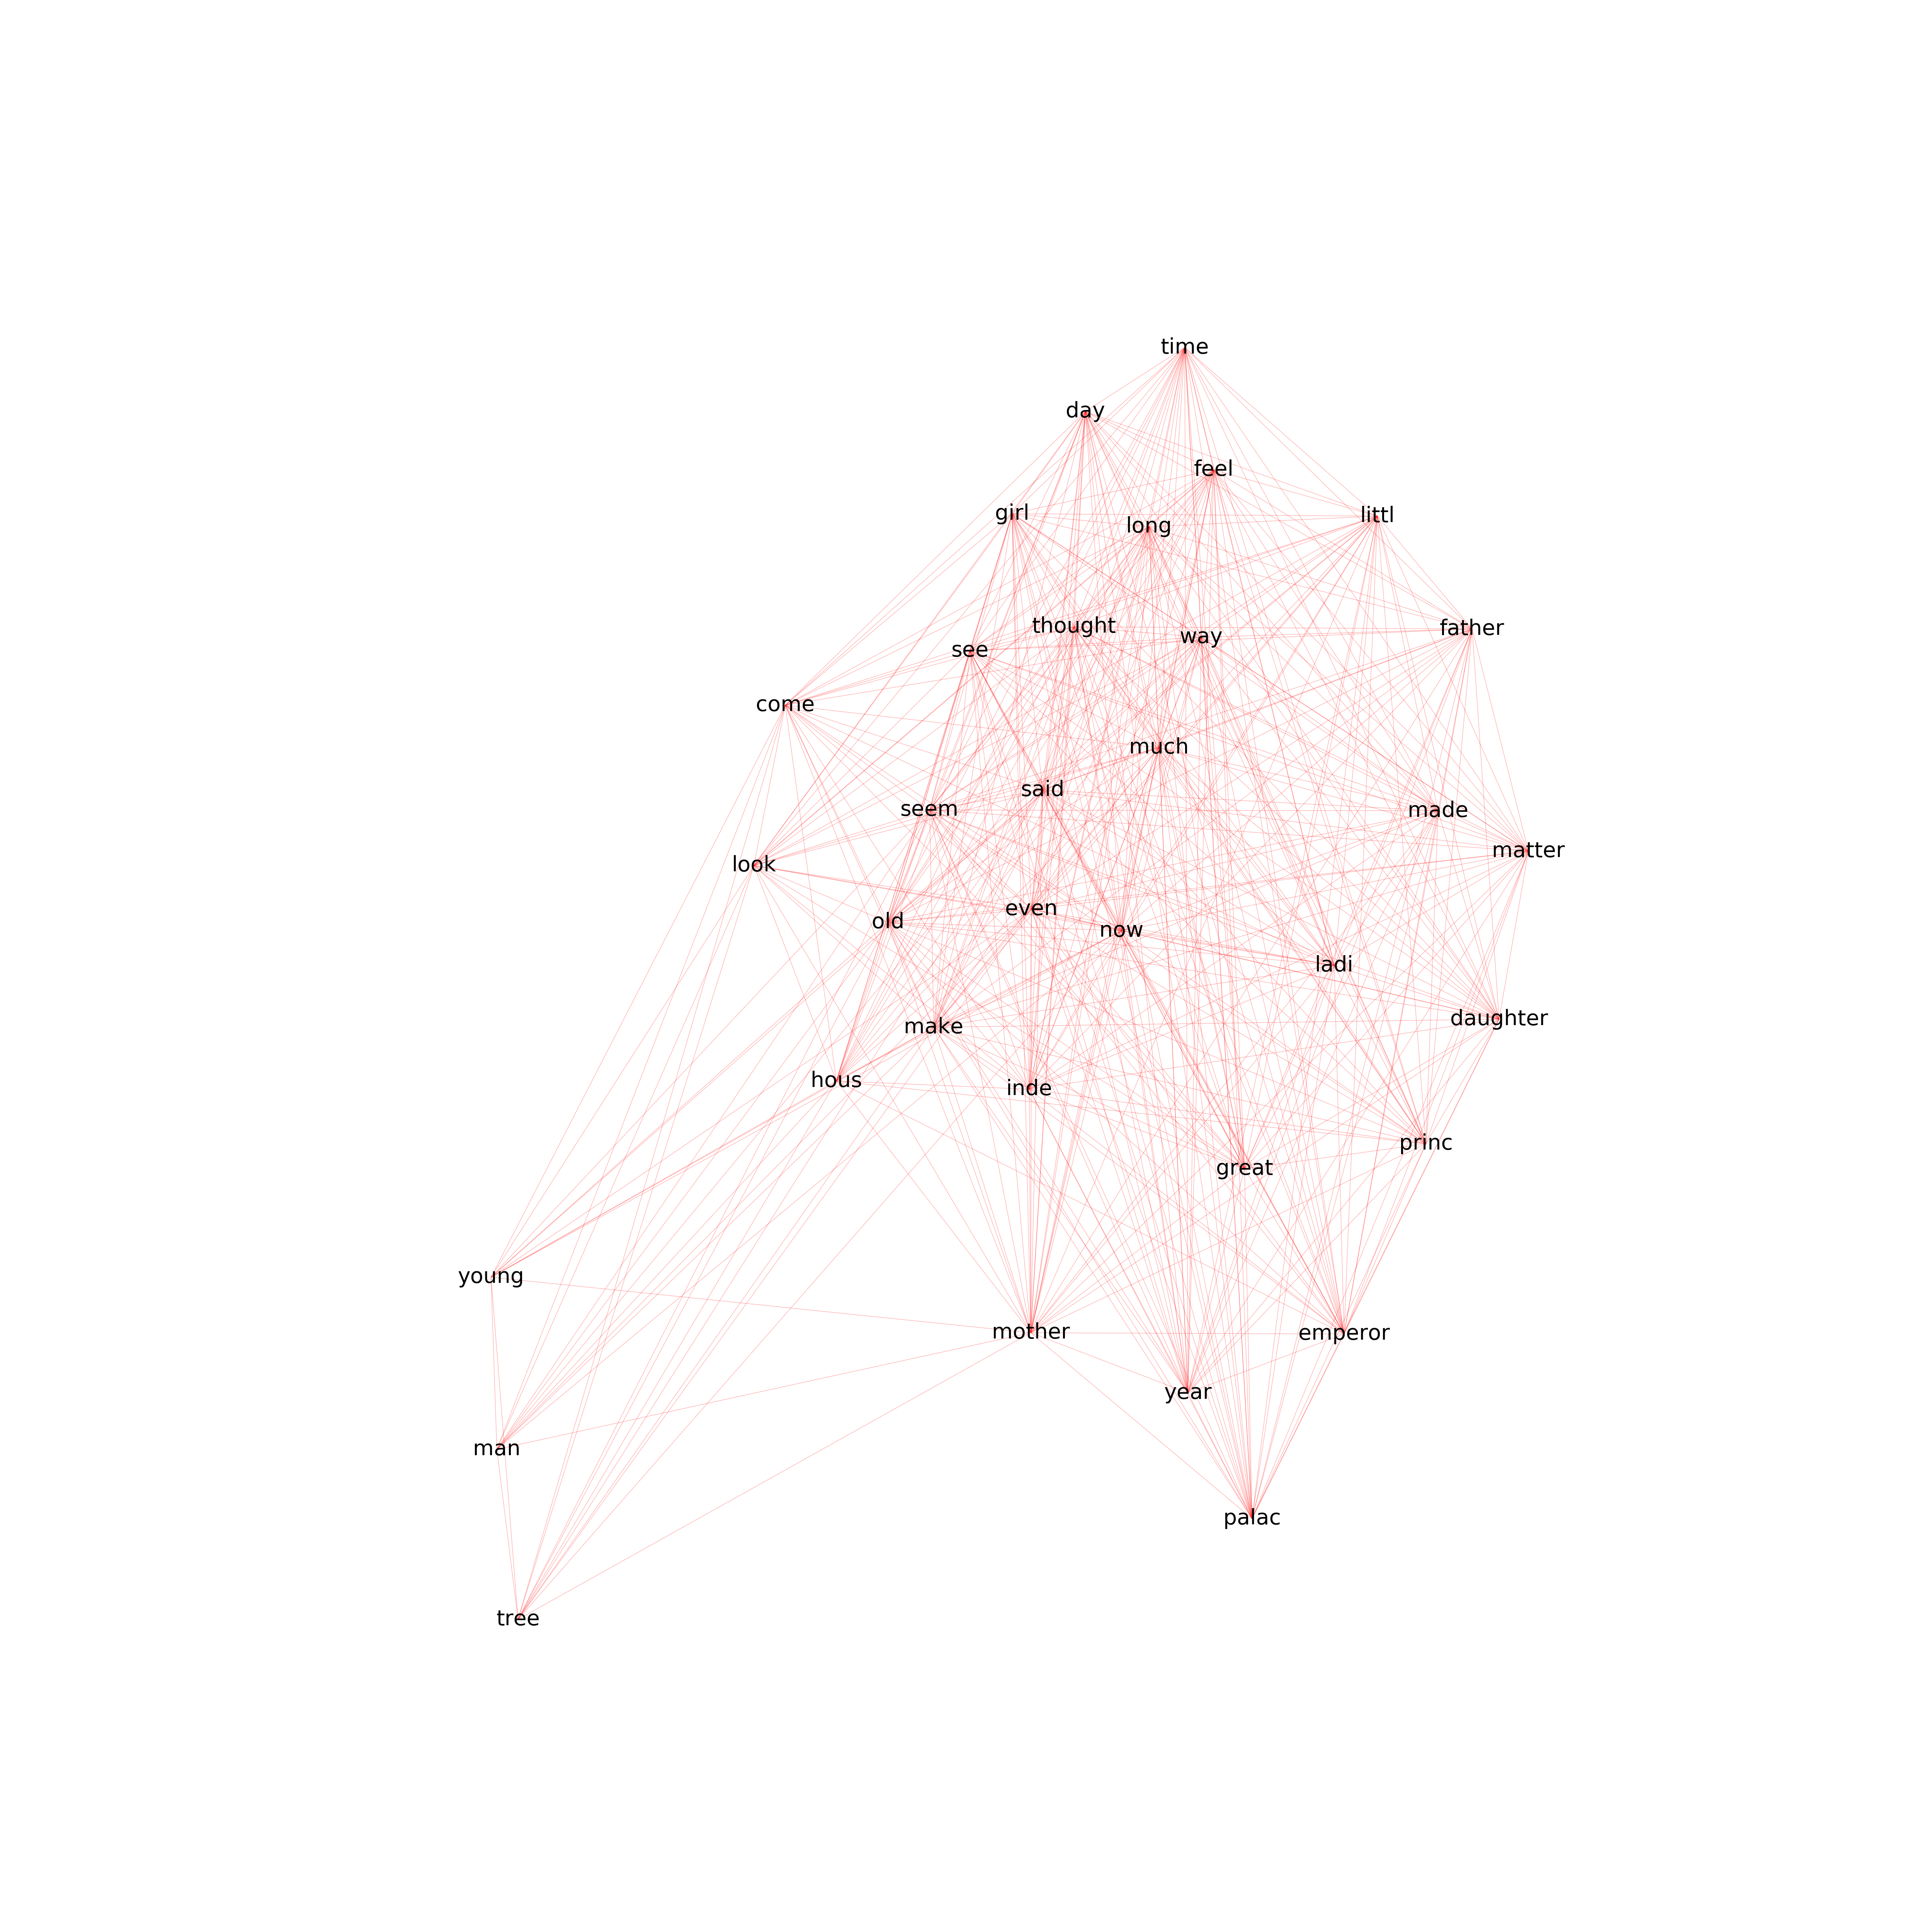 time
day
feel
girl
littl
long
thought
father
way
see
come
much
said
seem
made
matter
look
even
old
now
ladi
daughter
make
hous
inde
princ
great
young
mother
emperor
year
man
palac
tree